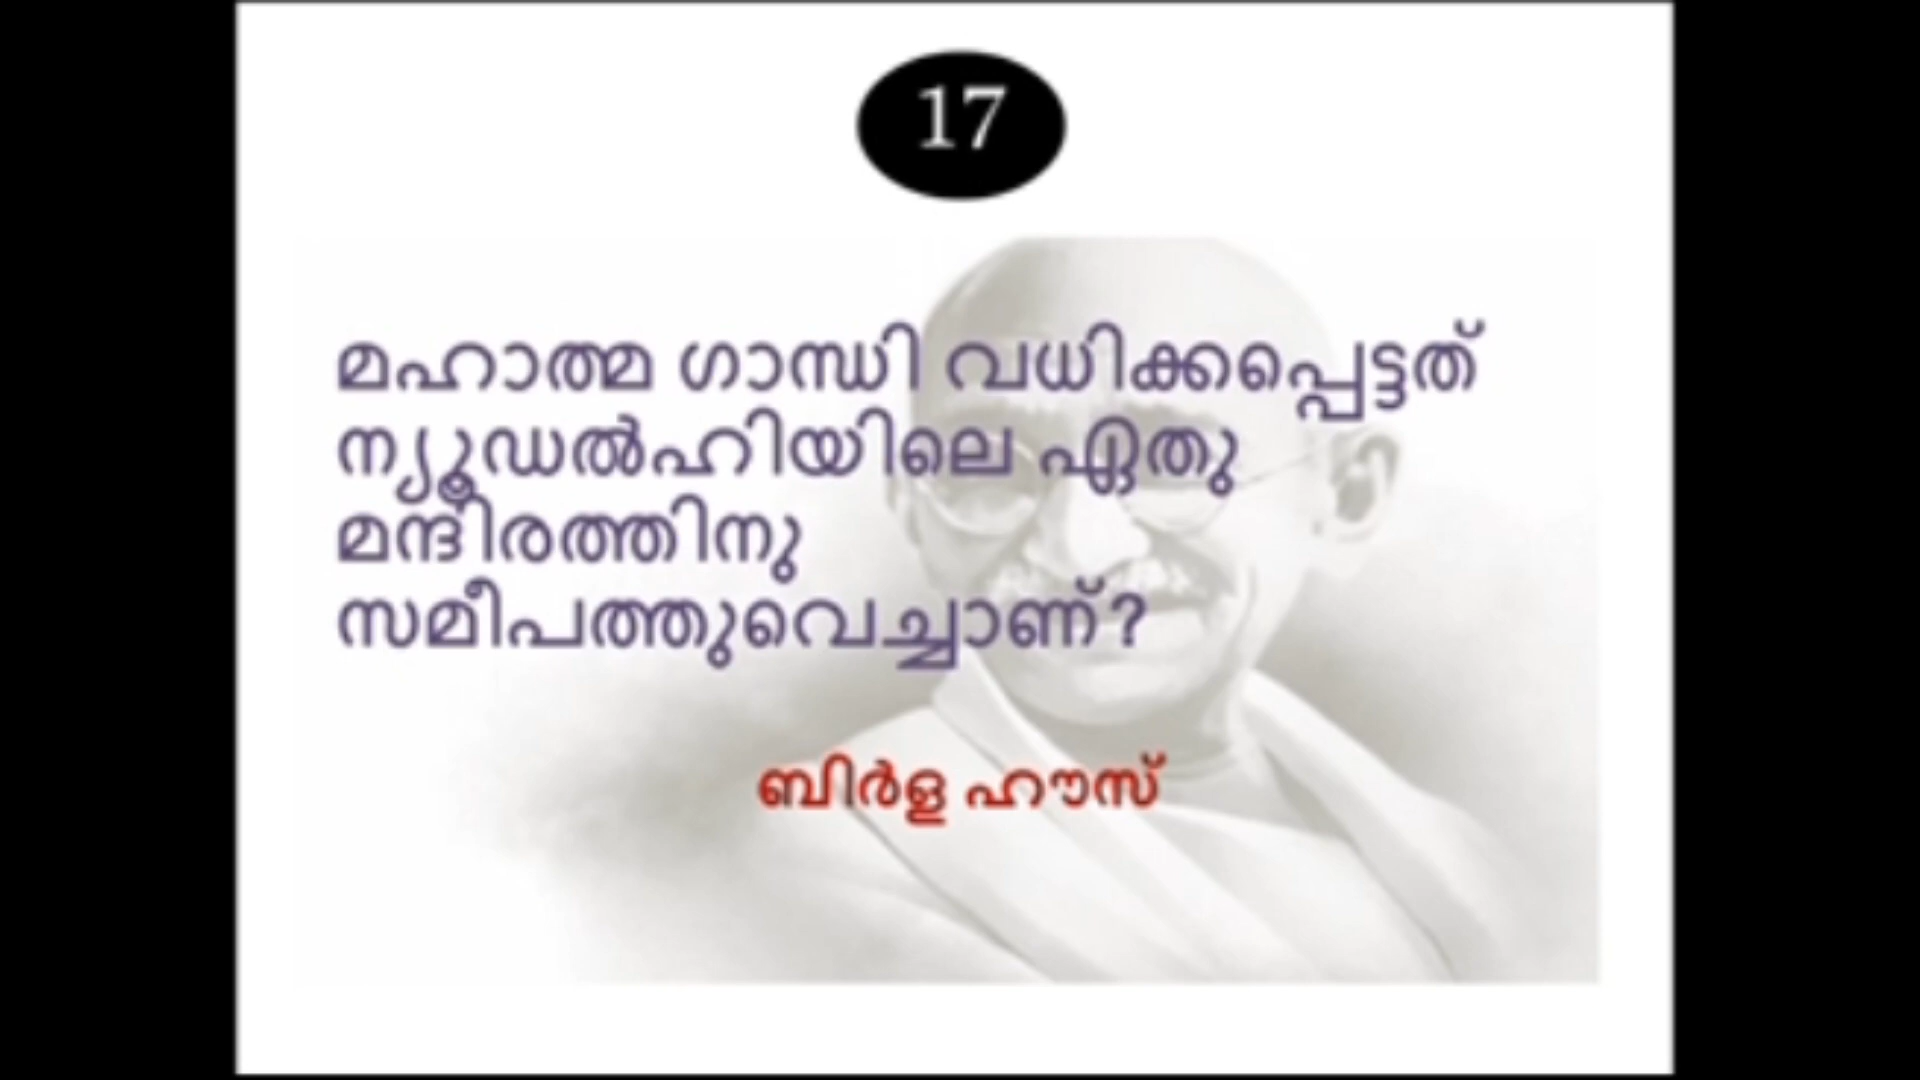 17
മഹാത്മ ഗാന്ധി വധിക്കപ്പെട്ടത്
ന്യൂഡൽഹിയിലെ ഏതു
മന്ദിരത്തിനു
സമീപത്തുവെച്ചാണ്?
ബിർള ഹൗസ്